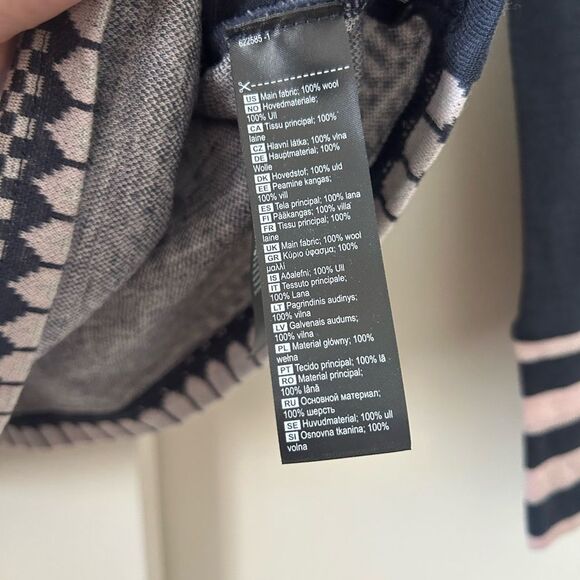 622585-1
US Main fabric; 100% wool
NO Hovedmateriale;
100% Ull
CA Tissu principal; 100%
laine
CZ Hlavní látka; 100% vlna
DE Hauptmaterial; 100%
Wolle
DK Hovedstof; 100% uld
EE Peamine kangas;
100% vill
ES Tela principal; 100% lana
FI Pääkangas; 100% villa
FR Tissu principal; 100%
laine
UK Main fabric; 100% wool
GR Κύριο ύφασμα; 100%
μαλλί
IS Aðalefni; 100% Ull
IT Tessuto principale;
100% Lana
LT Pagrindinis audinys;
100% vilna
LV Galvenais audums;
100% vilna
PL Materiał główny; 100%
wełna
PT Tecido principal; 100% lã
RO Material principal;
100% lână
RU Основной материал;
100% шерсть
SE Huvudmaterial; 100% ull
SI Osnovna tkanina; 100%
volna